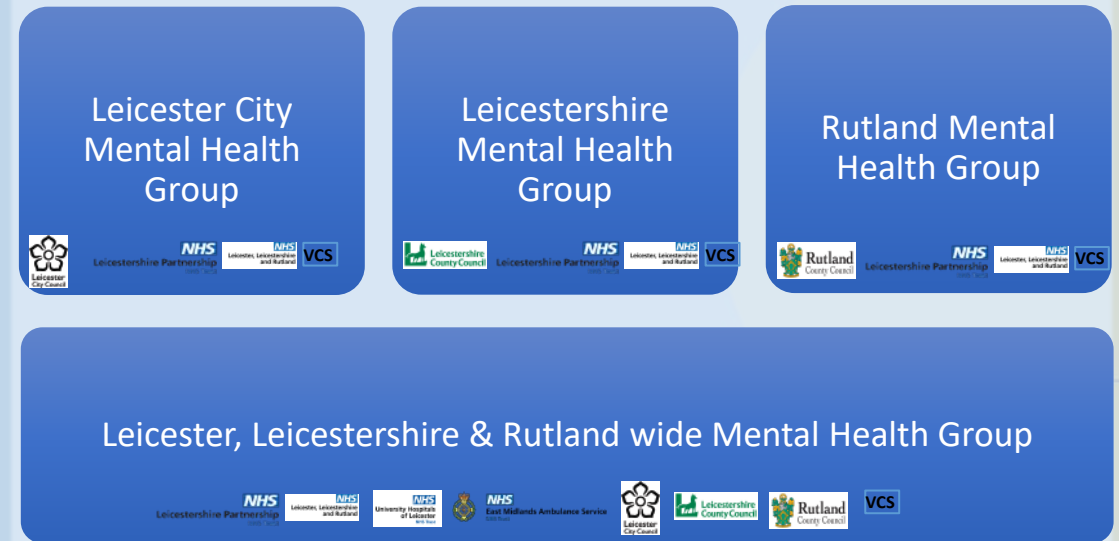 Leicester City
Mental Health
Group
Leicester
City Council
NHS
Leicestershire Partnership
NHS
Leicester, Leicestershire
and Rutland
VCS
Leicestershire
Mental Health
Group
Leicestershire
County Council
NHS
Leicestershire Partnership
NHS
Leicester, Leicestershire
and Rutland
VCS
Rutland Mental
Health Group
Rutland
County Council
NHS
Leicestershire Partnership
NHS
Leicester, Leicestershire
and Rutland
VCS
Leicester, Leicestershire & Rutland wide Mental Health Group
NHS
Leicestershire Partnership
NHS
Leicester, Leicestershire
and Rutland
NHS
University Hospitals
of Leicester
NHS Trust
NHS
East Midlands Ambulance Service
NHS Trust
Leicester
City Council
Leicestershire
County Council
Rutland
County Council
VCS